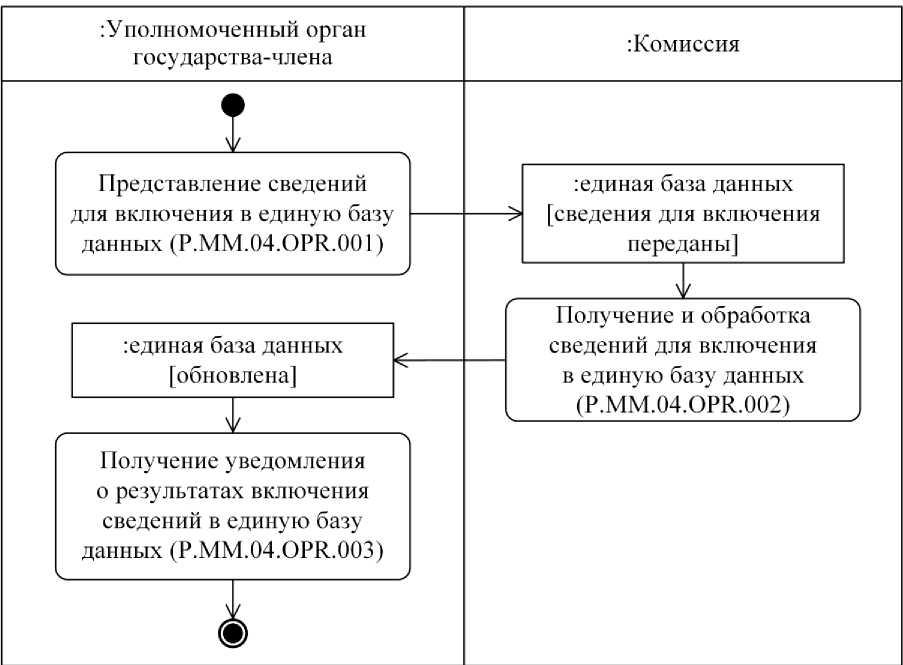 :Уполномоченный орган
государства-члена
:Комиссия
Представление сведений
для включения в единую базу
данных (P.MM.04.OPR.001)
:единая база данных
[сведения для включения
переданы]
Получение и обработка
сведений для включения
в единую базу данных
(P.MM.04.OPR.002)
:единая база данных
[обновлена]
Получение уведомления
о результатах включения
сведений в единую базу
данных (P.MM.04.OPR.003)